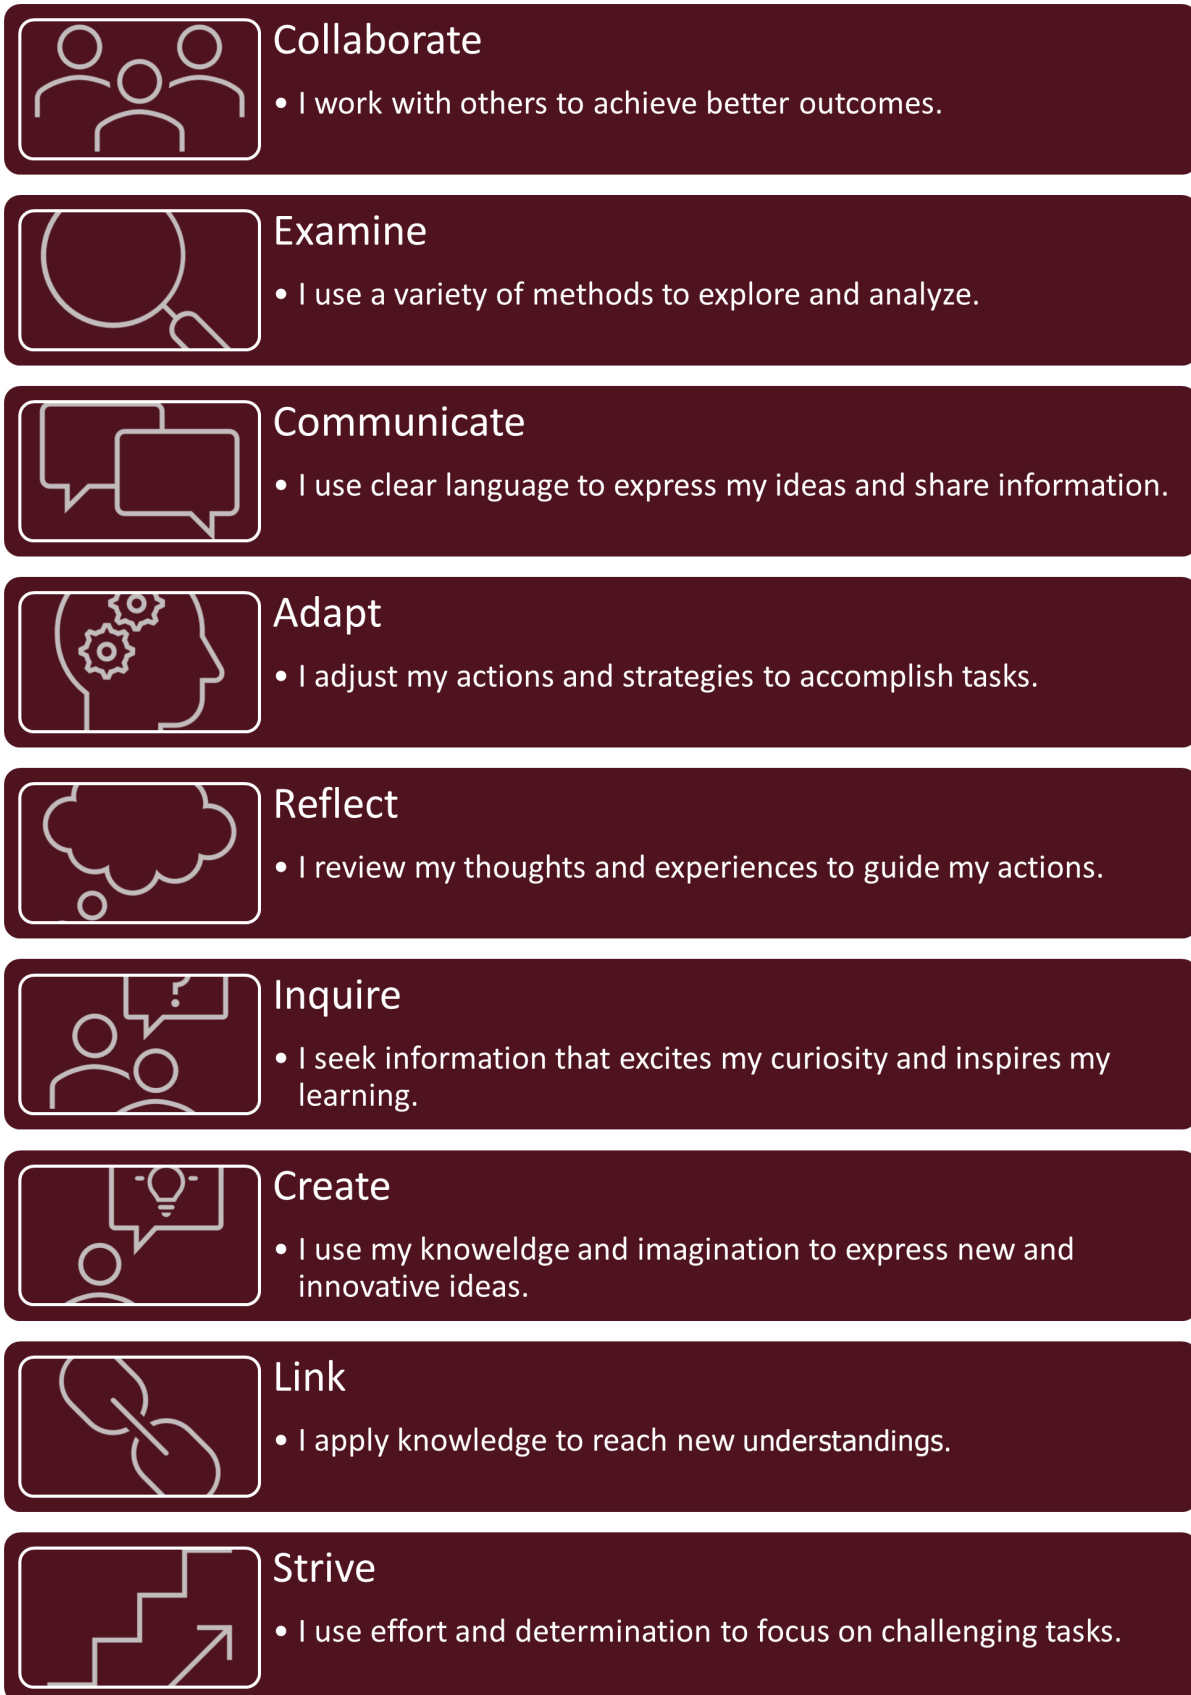 Collaborate
• I work with others to achieve better outcomes.
Examine
• I use a variety of methods to explore and analyze.
Communicate
• I use clear language to express my ideas and share information.
Adapt
• I adjust my actions and strategies to accomplish tasks.
Reflect
• I review my thoughts and experiences to guide my actions.
?
Inquire
• I seek information that excites my curiosity and inspires my
learning.
Create
• I use my knoweldge and imagination to express new and
innovative ideas.
Link
• I apply knowledge to reach new understandings.
Strive
• I use effort and determination to focus on challenging tasks.